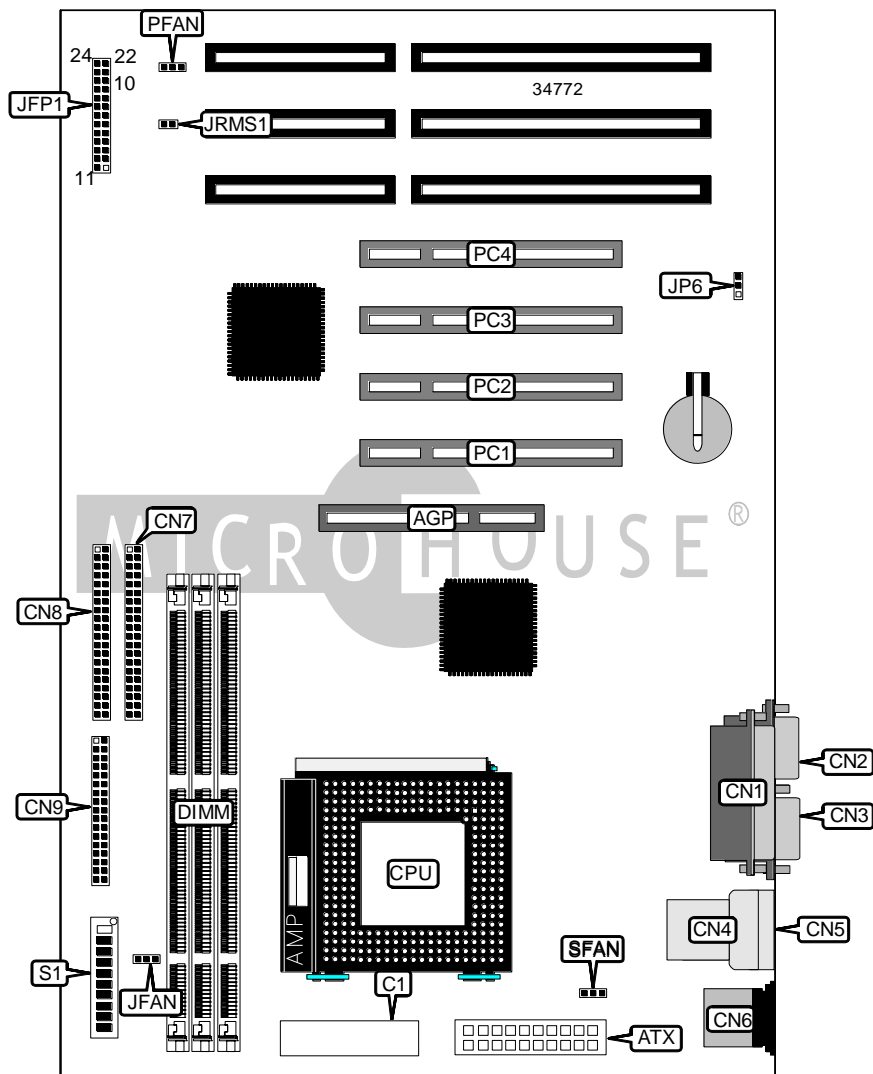 PFAN
24 22
10
JFP1
34772
JRMS1
11
PC4
JP6
PC3
PC2
PC1
CN7
AGP
MICROHOUSE®
CN8
CN2
CN1
CN9
DIMM
CN3
CPU
AMP
CN4
CN5
S1
SFAN
C1
JFAN
CN6
ATX